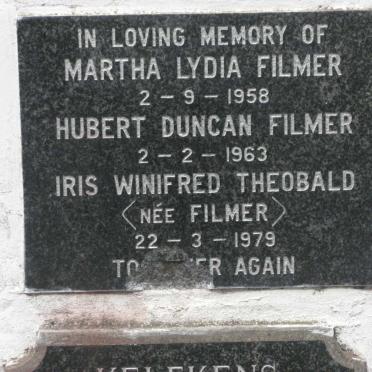 IN LOVING MEMORY OF
MARTHA LYDIA FILMER
2 – 9 – 1958
HUBERT DUNCAN FILMER
2 – 2 – 1963
IRIS WINIFRED THEOBALD
〈NÉE FILMER〉
22 – 3 – 1979
AGAIN